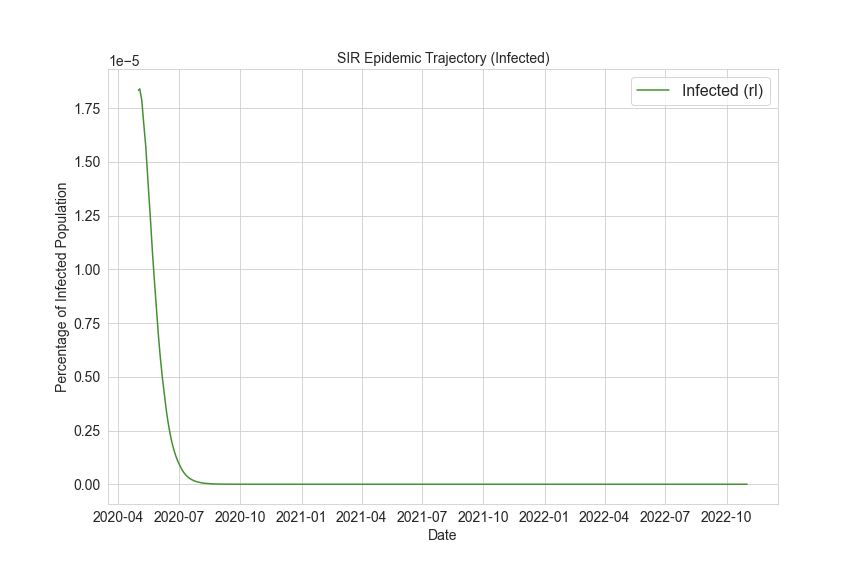 SIR Epidemic Trajectory (Infected)
1e−5
Infected (rI)
1.75
1.50
1.25
1.00
0.75
0.50
0.25
0.00
Percentage of Infected Population
2020-04 2020-07 2020-10 2021-01 2021-04 2021-07 2021-10 2022-01 2022-04 2022-07 2022-10
Date